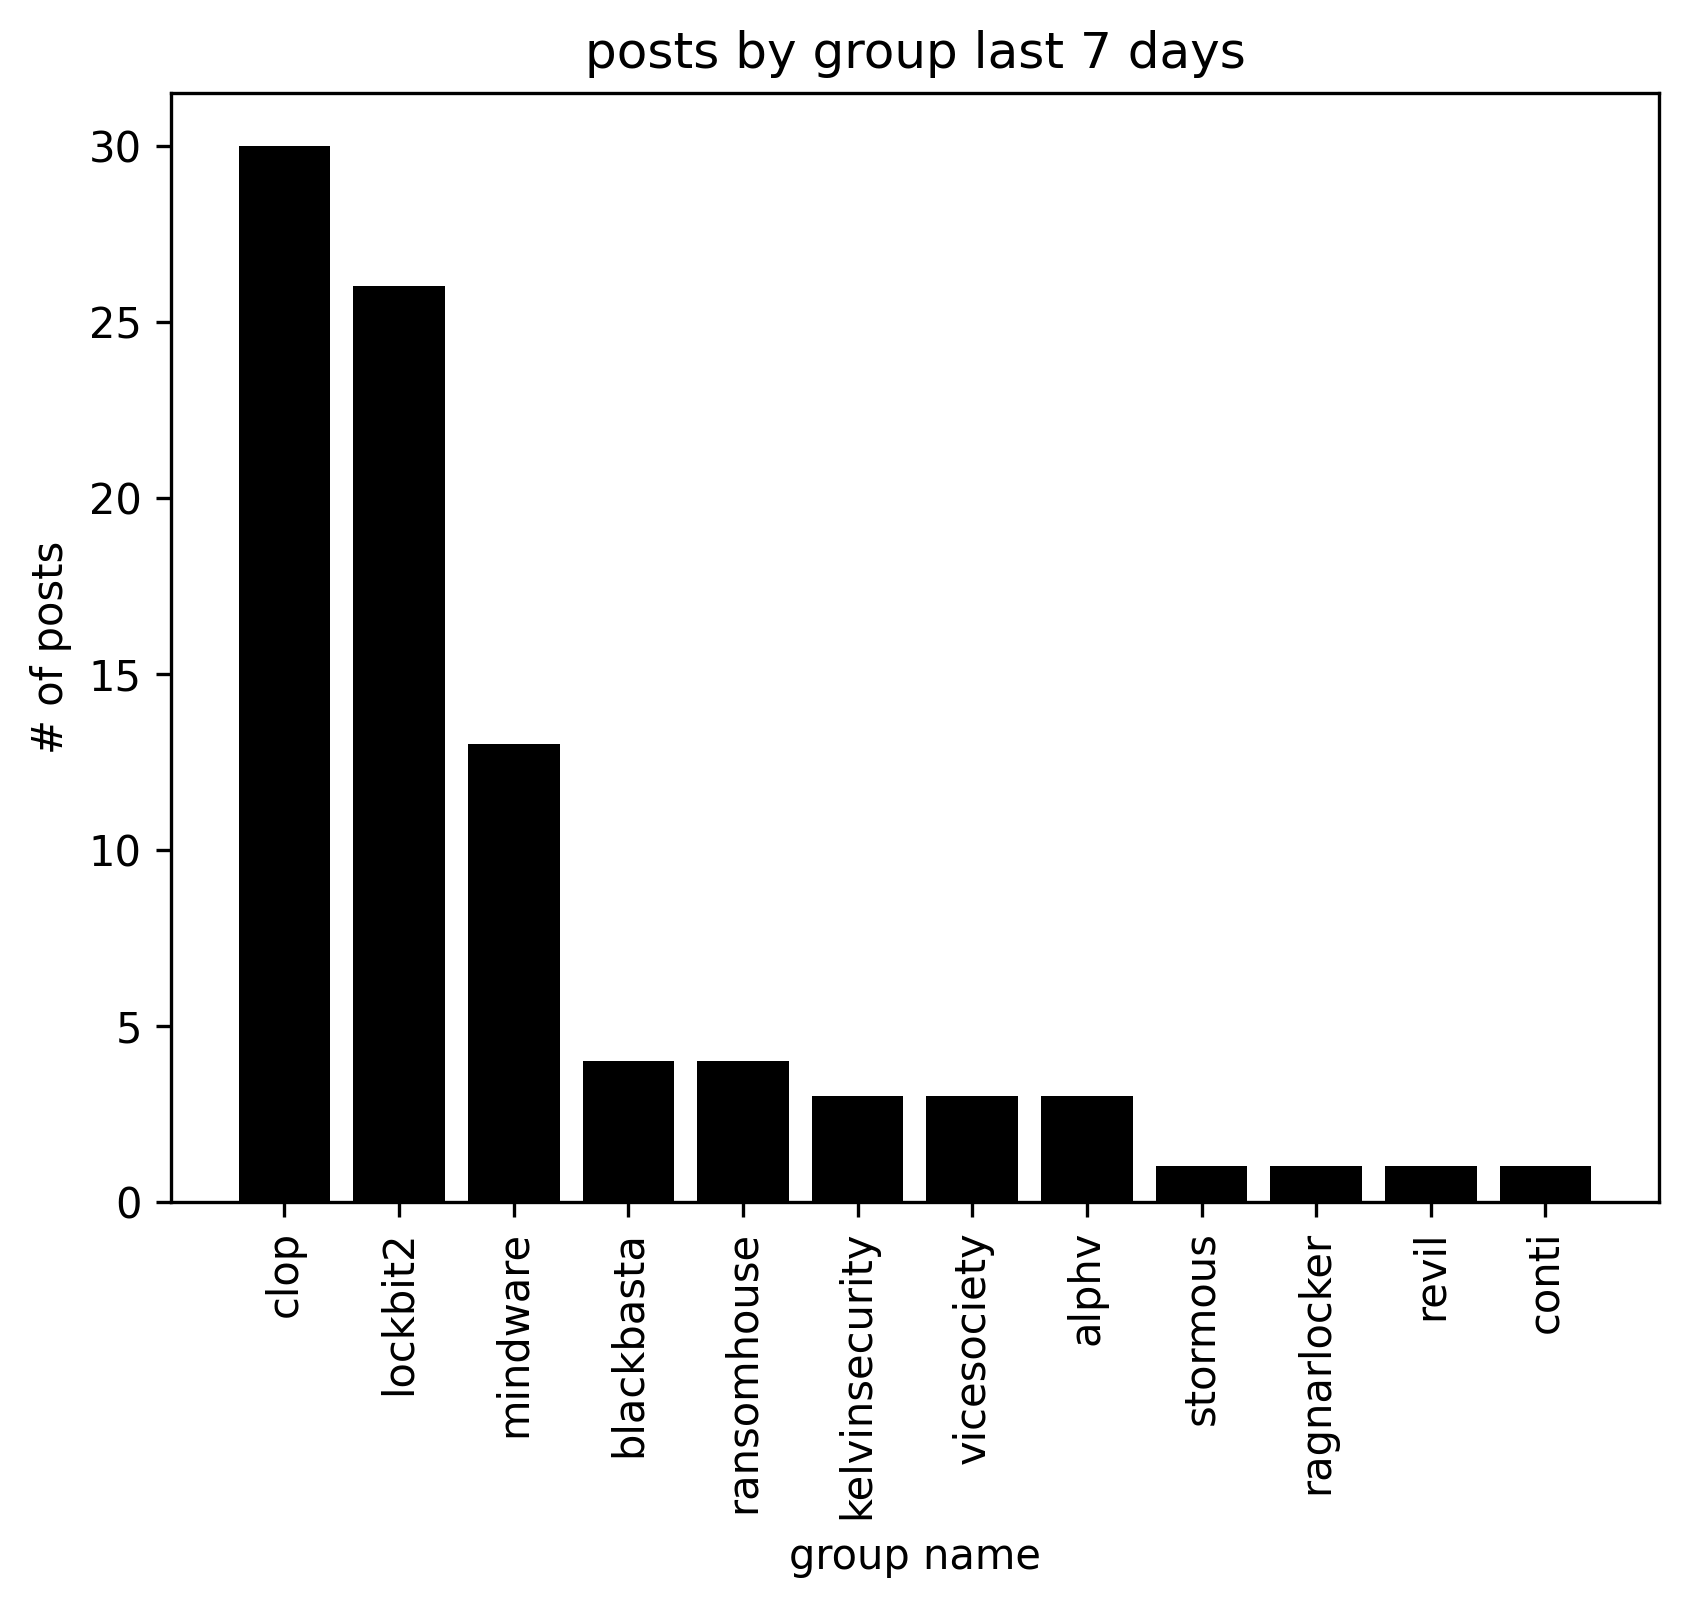 posts by group last 7 days
# of posts
30
25
20
15
10
5
0
clop
lockbit2
mindware
blackbasta
ransomhouse
kelvinsecurity
vicesociety
alphv
stormous
ragnarlocker
revil
conti
group name